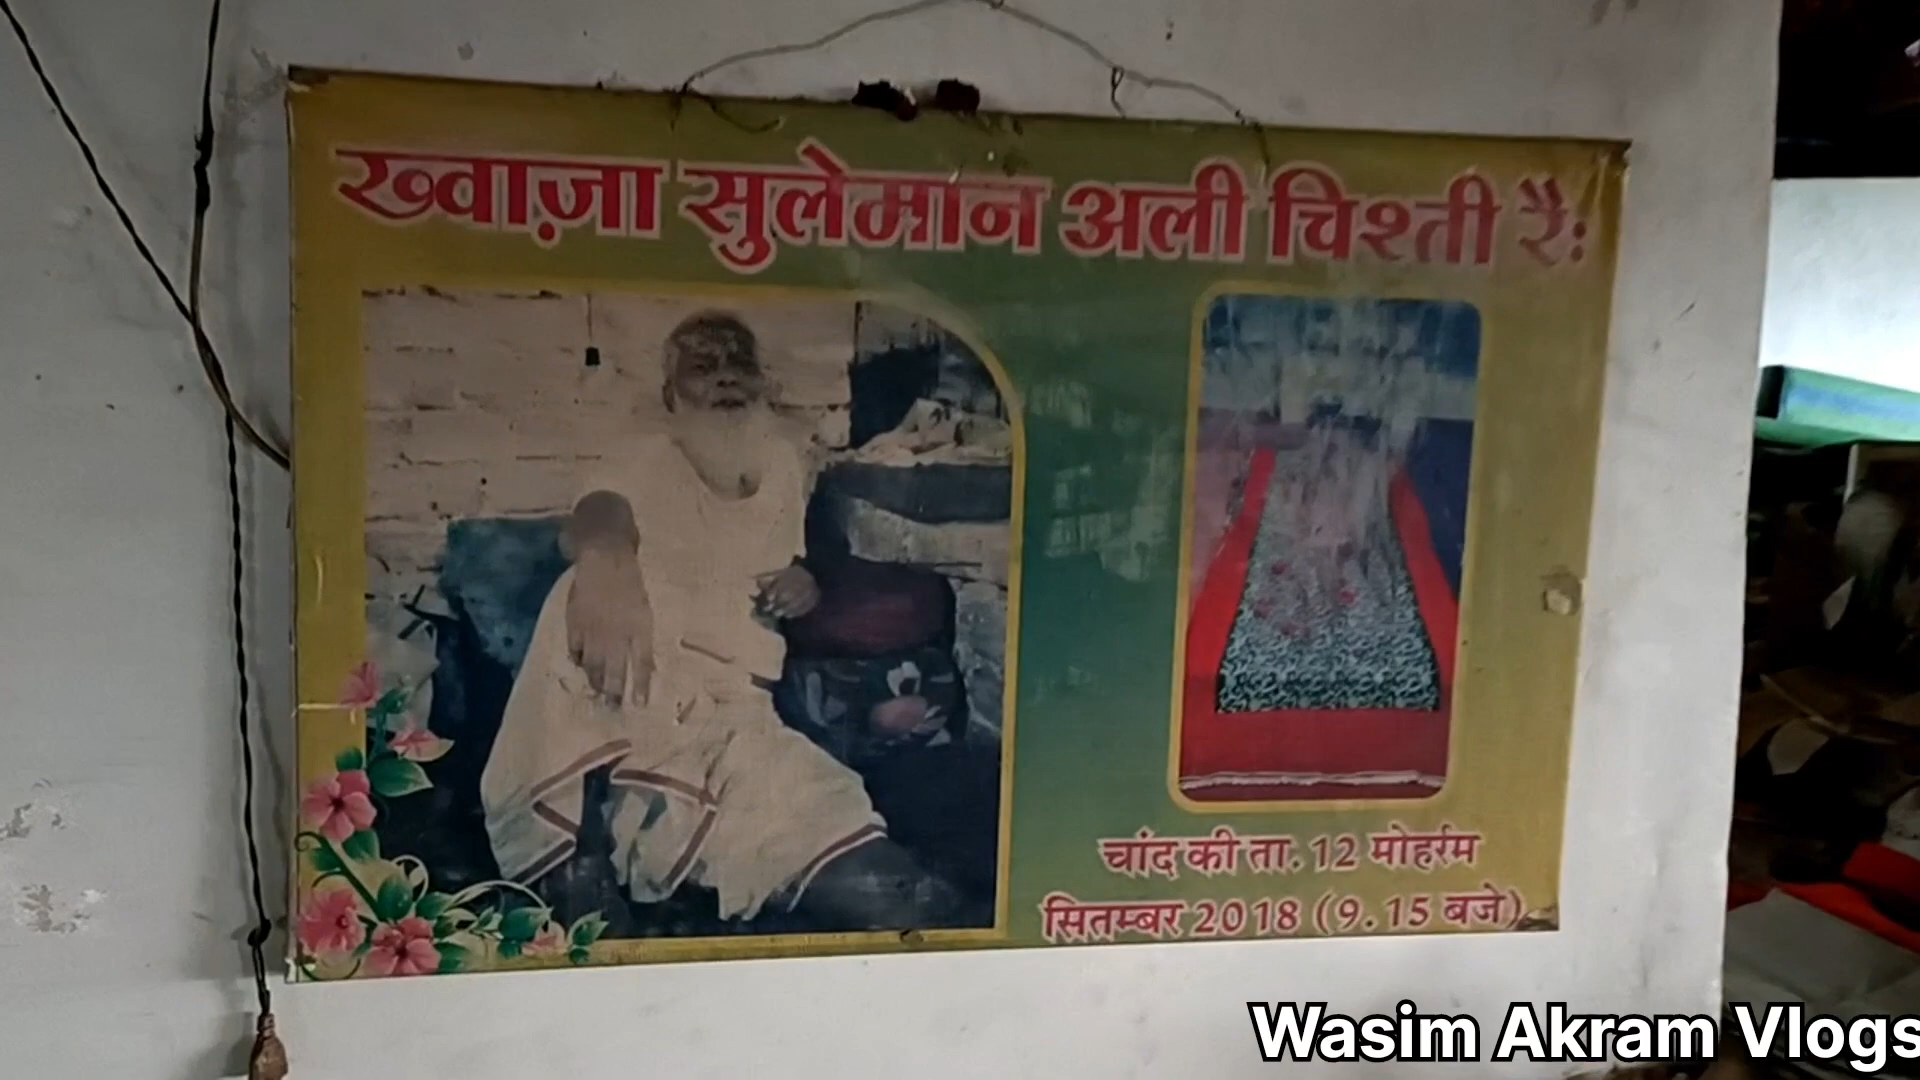 ख्वाज़ा सुलेमान अली चिश्ती रै:
चांद की ता. 12 मोहर्रम
सितम्बर 2018 (9.15 बजे)
Wasim Akram Vlogs